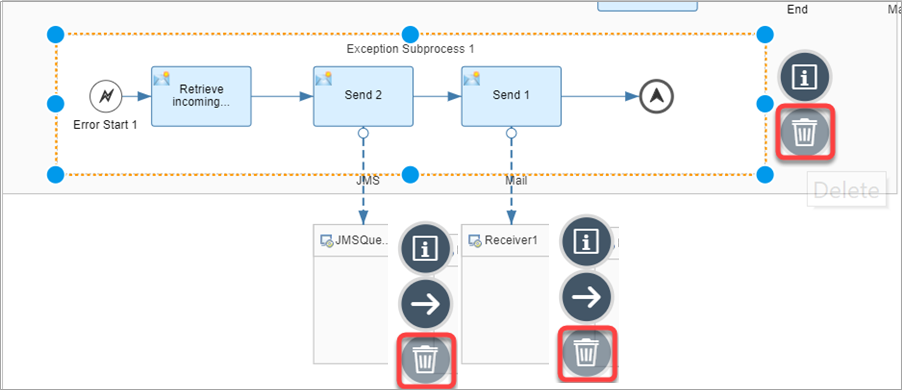 End
Ma
Exception Subprocess 1
Retrieve
incoming...
Send 2
Send 1
Error Start 1
Delete
JMS
Mail
JMSQue...
Receiver1